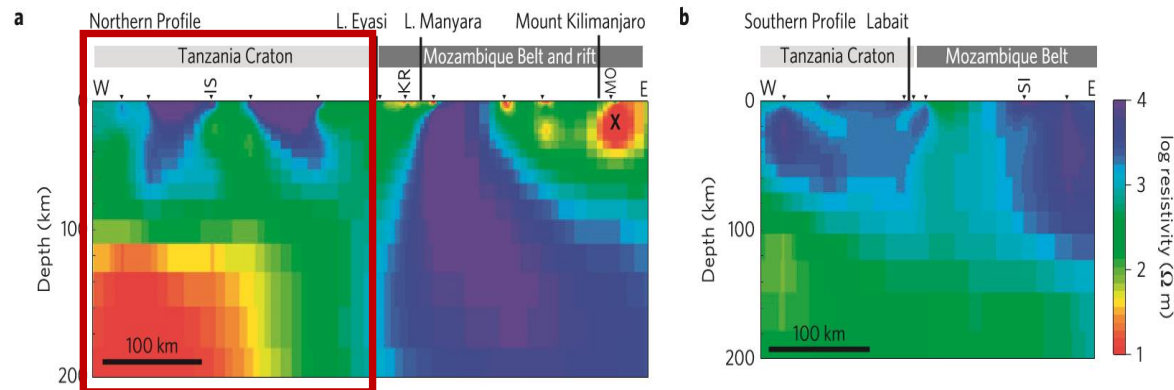 a
Northern Profile L. Eyasi L. Manyara Mount Kilimanjaro
Tanzania Craton Mozambique Belt and rift
W IS KR MO E
0
X
100
Depth (km)
100 km
200
b
Southern Profile Labait
Tanzania Craton Mozambique Belt
W SI E
0
100
Depth (km)
100 km
200
4
3
2
1
log resistivity (Ω m)